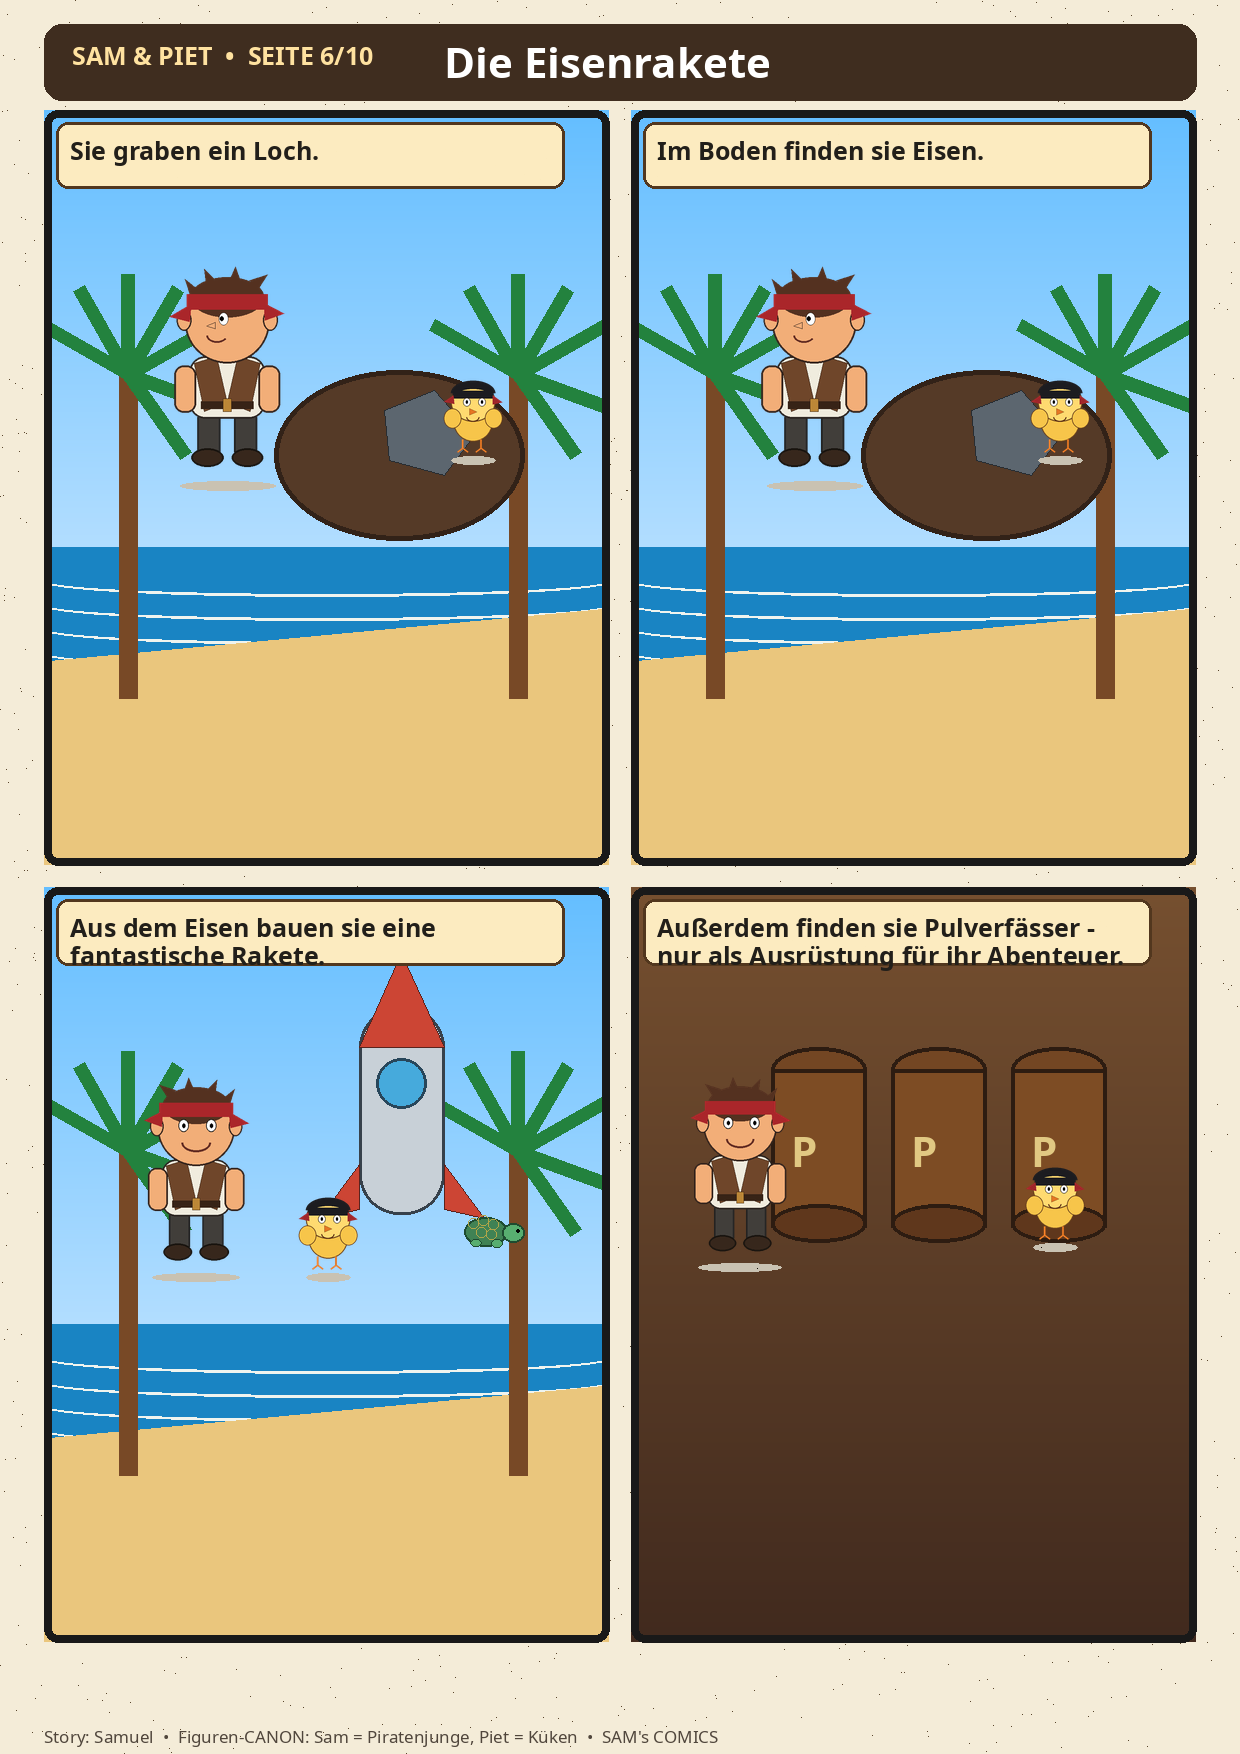 SAM & PIET • SEITE 6/10
Die Eisenrakete
Sie graben ein Loch.
Im Boden finden sie Eisen.
Aus dem Eisen bauen sie eine
fantastische Rakete.
Außerdem finden sie Pulverfässer -
nur als Ausrüstung für ihr Abenteuer.
P
P
P
Story: Samuel • Figuren-CANON: Sam = Piratenjunge, Piet = Küken • SAM's COMICS